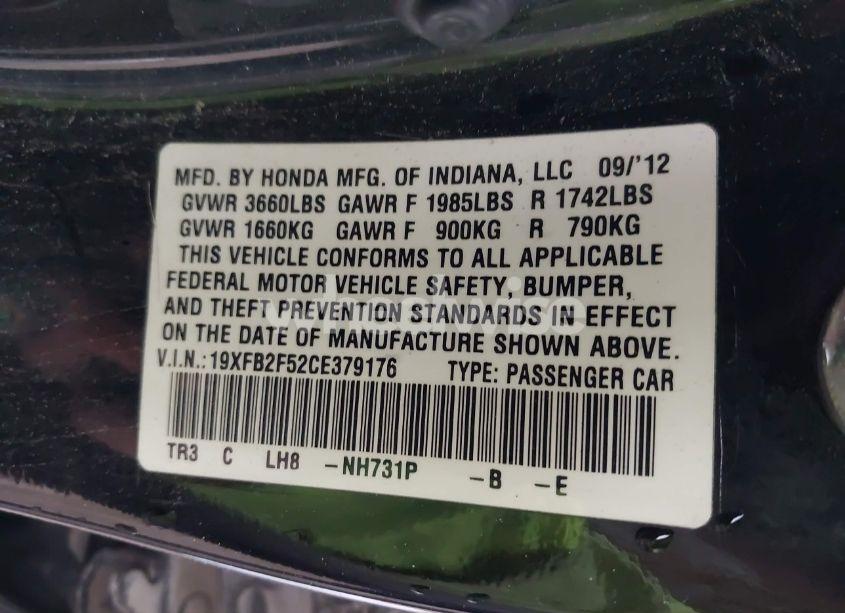 MFD. BY HONDA MFG. OF INDIANA, LLC 09/'12
GVWR 3660LBS GAWR F 1985LBS R 1742LBS
GVWR 1660KG GAWR F 900KG R 790KG
THIS VEHICLE CONFORMS TO ALL APPLICABLE
FEDERAL MOTOR VEHICLE SAFETY, BUMPER,
AND THEFT PREVENTION STANDARDS IN EFFECT
ON THE DATE OF MANUFACTURE SHOWN ABOVE.
V.I.N.: 19XFB2F52CE379176 TYPE: PASSENGER CAR
TR3 C LH8 -NH731P -B -E